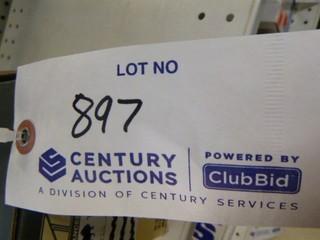 LOT NO
897
CENTURY AUCTIONS
POWERED BY
ClubBid
A DIVISION OF CENTURY SERVICES